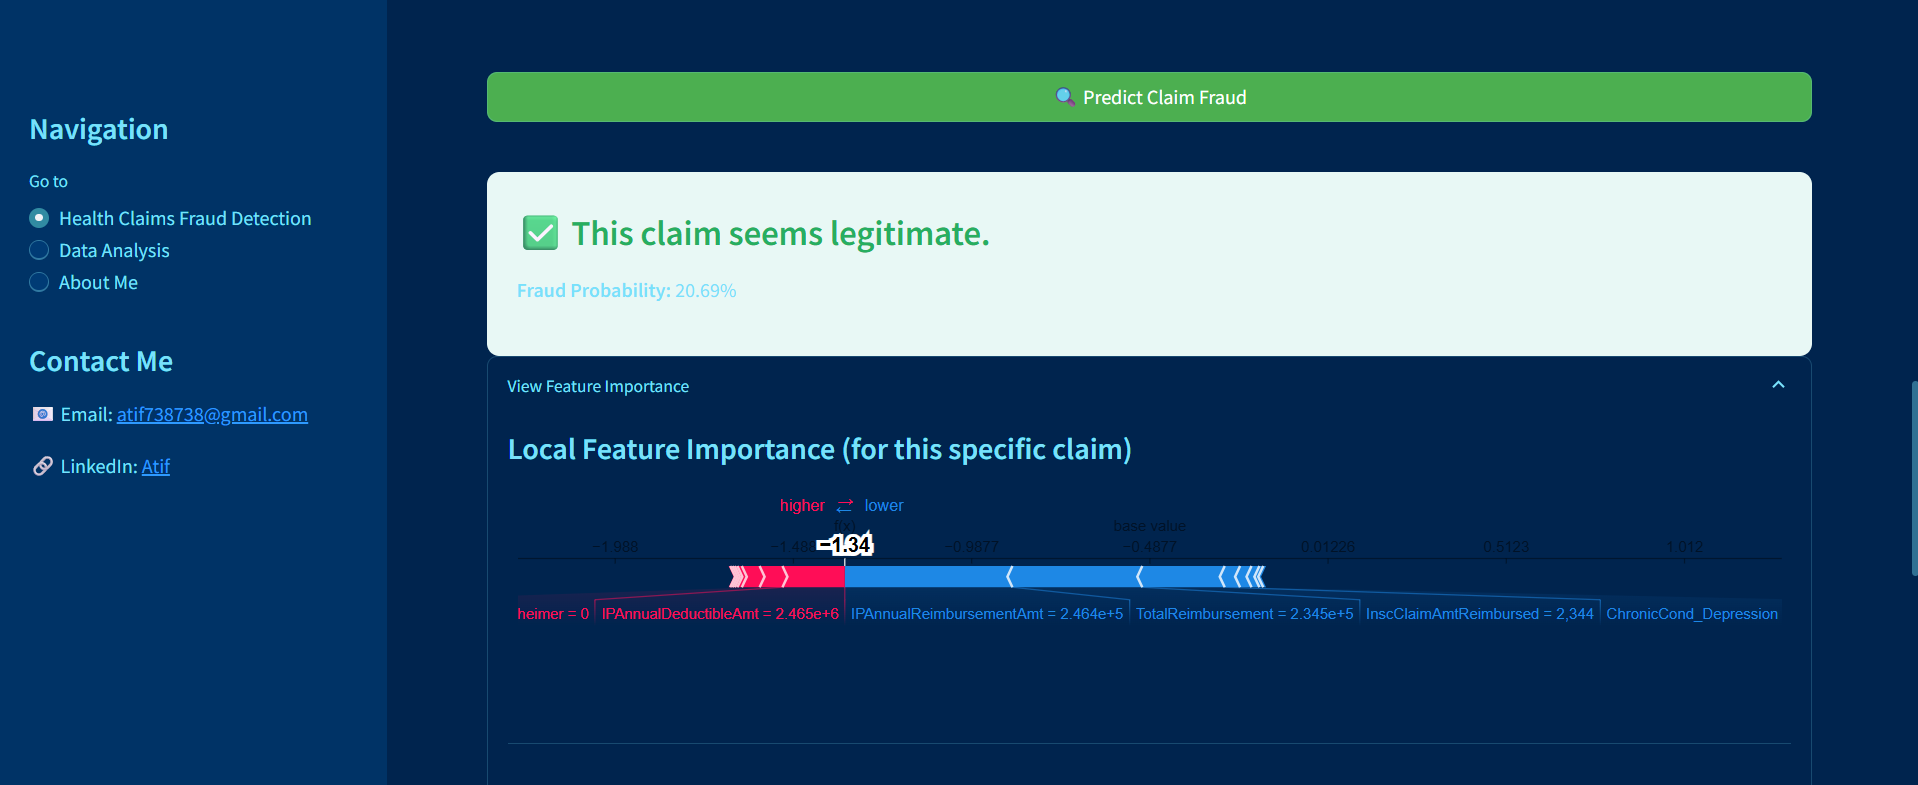 Navigation
Go to
Health Claims Fraud Detection
Data Analysis
About Me
Contact Me
Email: atif738738@gmail.com
LinkedIn: Atif
Predict Claim Fraud
This claim seems legitimate.
Fraud Probability: 20.69%
View Feature Importance
Local Feature Importance (for this specific claim)
higher lower
f(x) base value
−1.988 −1.488 −1.34 −0.9877 −0.4877 0.01226 0.5123 1.012
heimer = 0 IPAnnualDeductibleAmt = 2.465e+6 IPAnnualReimbursementAmt = 2.464e+5 TotalReimbursement = 2.345e+5 InscClaimAmtReimbursed = 2,344 ChronicCond_Depression